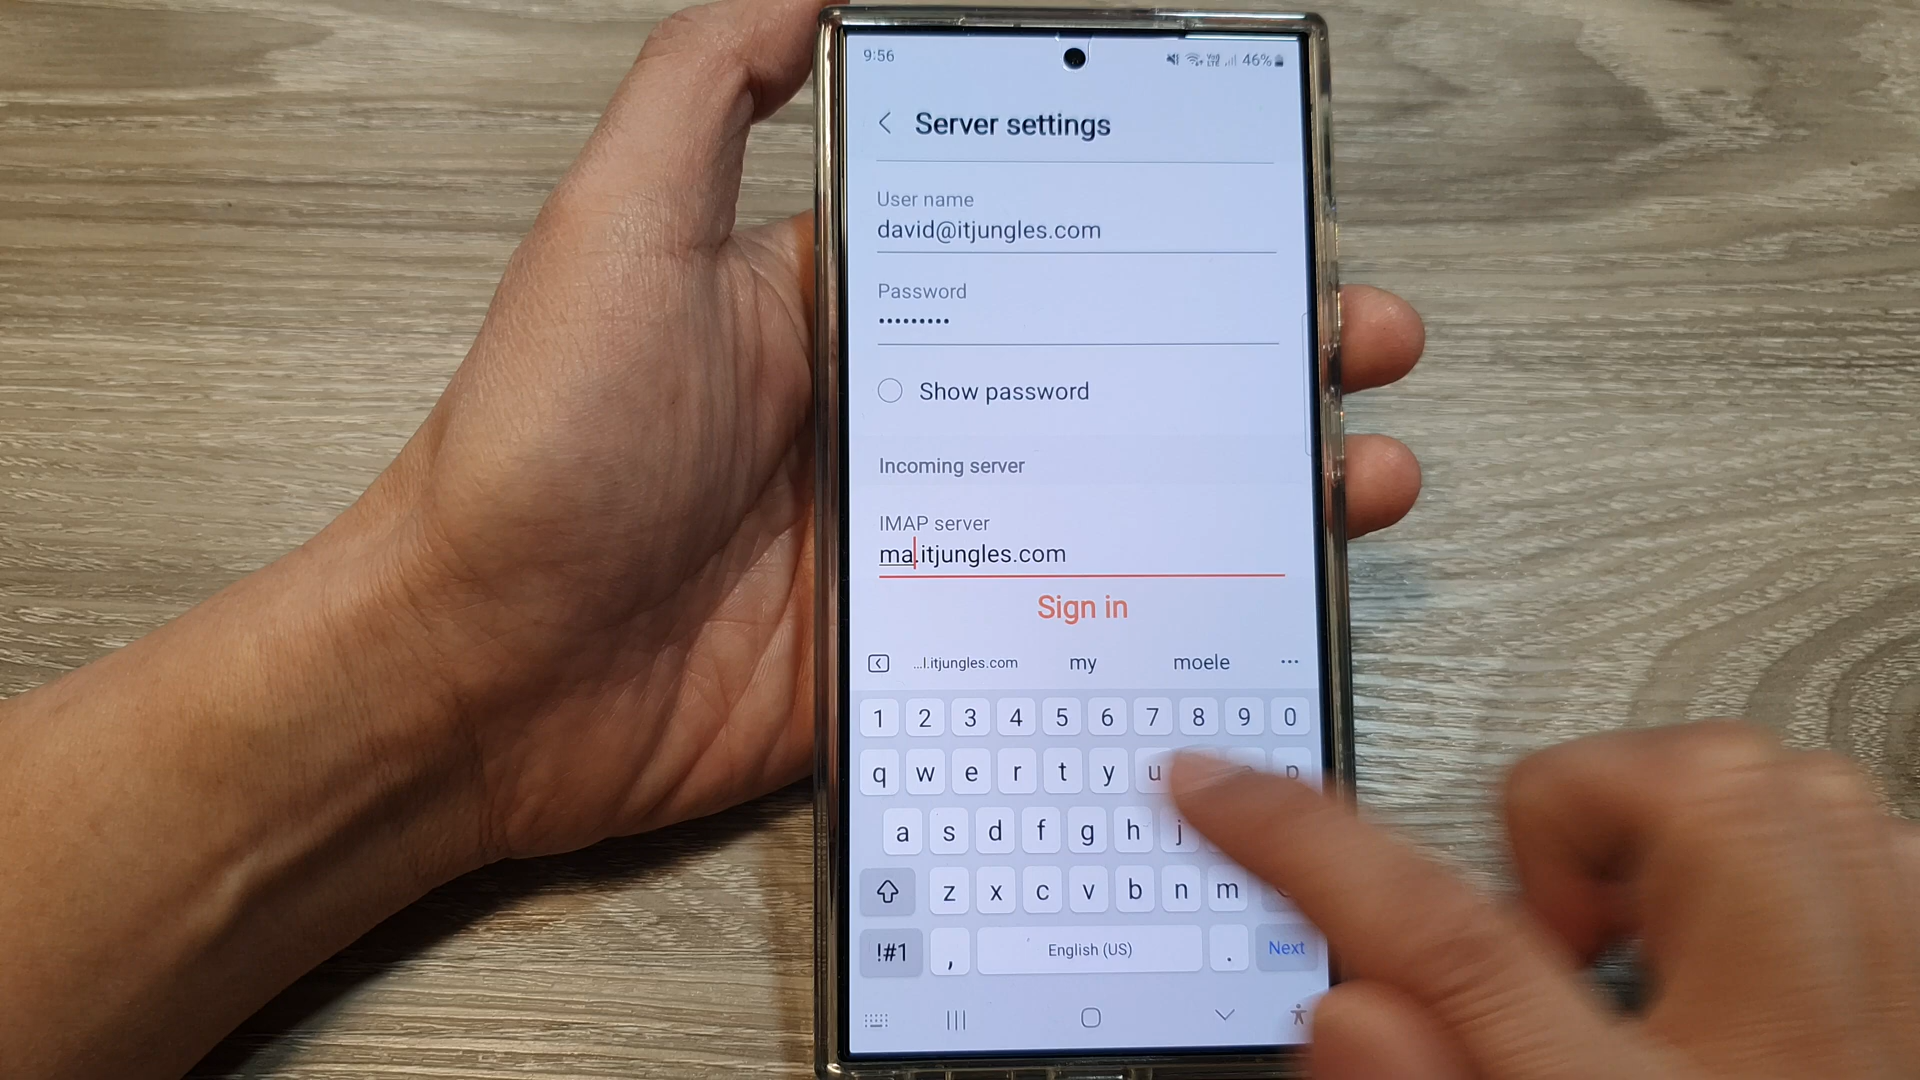 9:56
46%
Server settings
User name
david@itjungles.com
Password
•••••••••
Show password
Incoming server
IMAP server
ma.itjungles.com
Sign in
...l.itjungles.com my moele ...
1 2 3 4 5 6 7 8 9 0
q w e r t y u p
a s d f g h j
z x c v b n m
!#1 , English (US) . Next